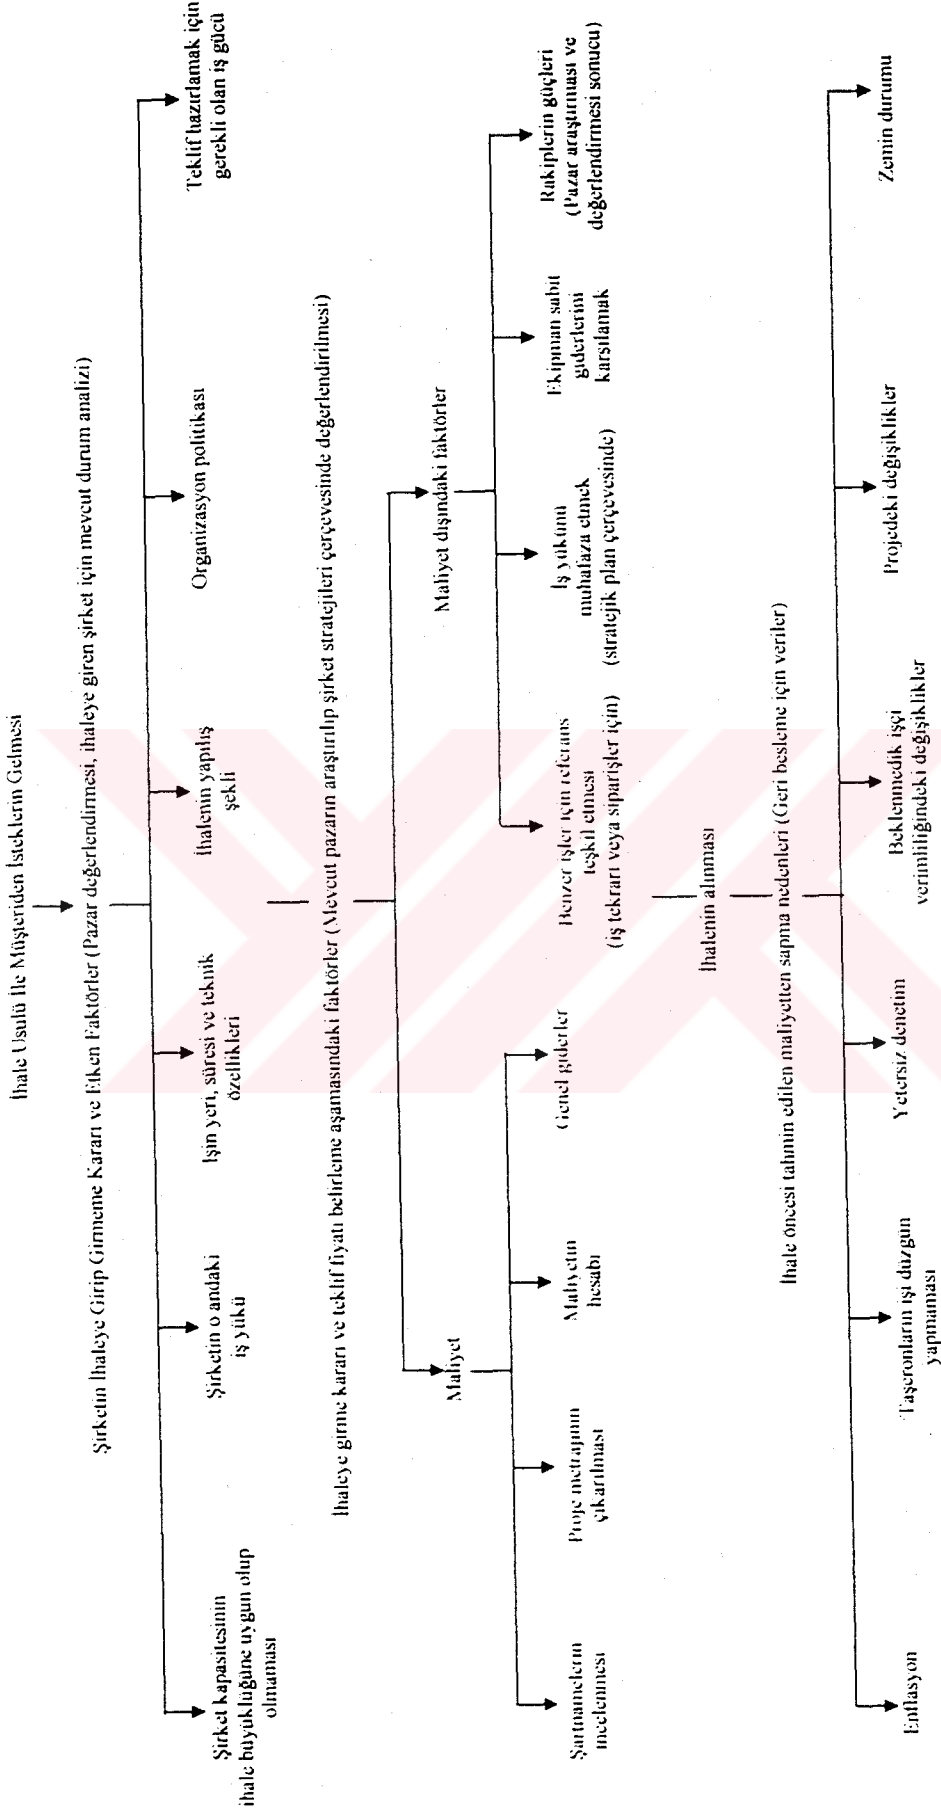 İhale Usulü İle Müşteriden İsteklerin Gelmesi
Şirketin İhaleye Girip Girmeme Kararı ve Etken Faktörler (Pazar değerlendirmesi, ihaleye giren şirket için mevcut durum analizi)
Şirket kapasitesinin
ihale büyüklüğüne uygun olup
olmaması
Şirketin o andaki
iş yükü
İşin yeri, süresi ve teknik
özellikleri
İhalenin yapılış
şekli
Organizasyon politikası
Teklif hazırlamak için
gerekli olan iş gücü
İhaleye girme kararı ve teklif fiyatı belirleme aşamasındaki faktörler (Mevcut pazarın araştırılıp şirket stratejileri çerçevesinde değerlendirilmesi)
Maliyet
Maliyet dışındaki faktörler
Şartnamelerin
incelenmesi
Proje metrajının
çıkarılması
Maliyetin
hesabı
Genel giderler
Benzer işler için referans
teşkil etmesi
(iş tekrarı veya siparişler için)
İş yükünü
muhafaza etmek
(stratejik plan çerçevesinde)
Ekipman sabit
giderlerini
karşılamak
Rakiplerin güçleri
(Pazar araştırması ve
değerlendirmesi sonucu)
İhalenin alınması
İhale öncesi tahmin edilen maliyetten sapma nedenleri (Geri besleme için veriler)
Enflasyon
Taşeronların işi düzgün
yapmaması
Yetersiz denetim
Beklenmedik işçi
verimliliğindeki değişiklikler
Projedeki değişiklikler
Zemin durumu